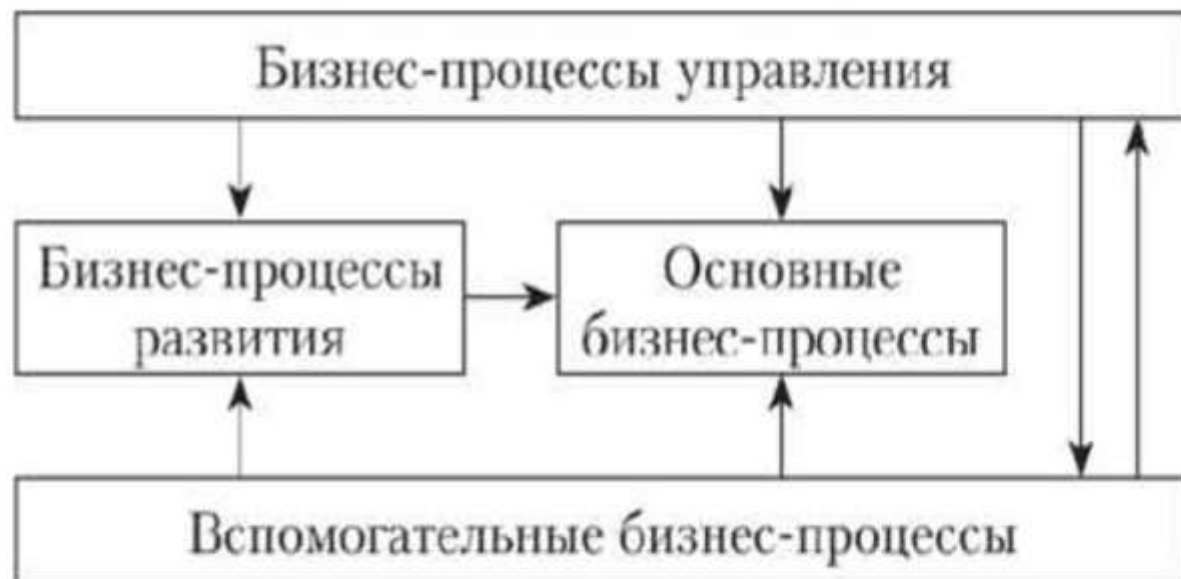 Бизнес-процессы управления
Бизнес-процессы
развития
Основные
бизнес-процессы
Вспомогательные бизнес-процессы